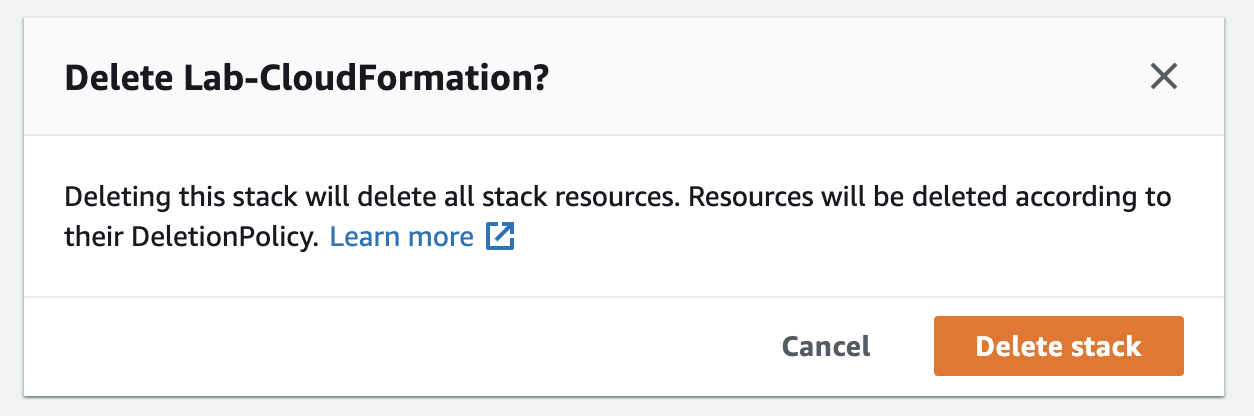 Delete Lab-CloudFormation?
Deleting this stack will delete all stack resources. Resources will be deleted according to
their DeletionPolicy. Learn more
Cancel
Delete stack